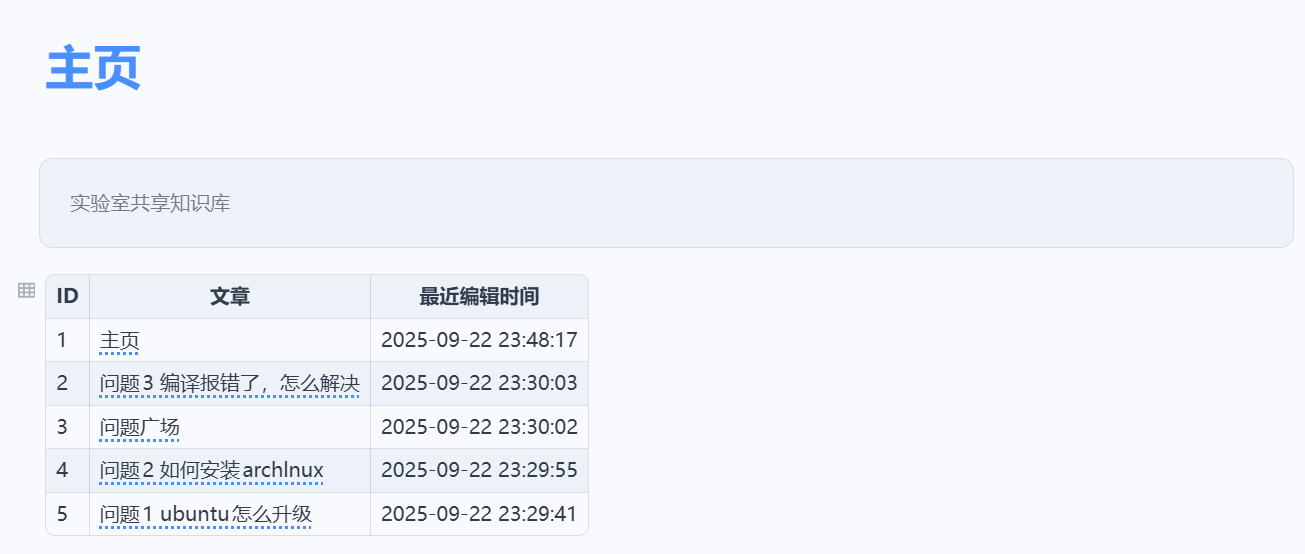 主页
实验室共享知识库
ID 文章 最近编辑时间
1 主页 2025-09-22 23:48:17
2 问题3 编译报错了，怎么解决 2025-09-22 23:30:03
3 问题广场 2025-09-22 23:30:02
4 问题2 如何安装archlnux 2025-09-22 23:29:55
5 问题1 ubuntu怎么升级 2025-09-22 23:29:41